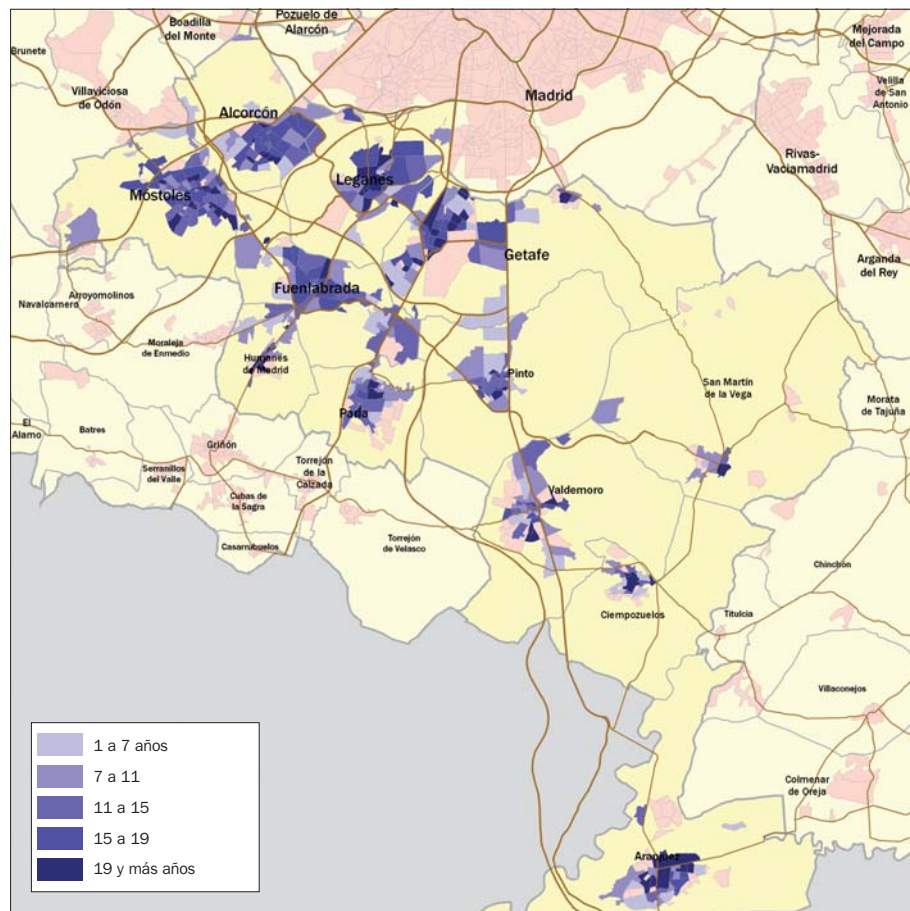 Boadilla
del Monte
Pozuelo de
Alarcón
Mejorada
del Campo
Brunete
Villaviciosa
de Odón
Madrid
Velilla
de San
Antonio
Alcorcón
Rivas-
Vaciamadrid
Leganes
Móstoles
Getafe
Arganda
del Rey
Fuenlabrada
Navalcarnero
Arroyomolinos
Moraleja
de Enmedio
Humanes
de Madrid
Pinto
San Martín
de la Vega
Morata
de Tajuña
Parla
El
Alamo
Batres
Griñón
Serranillos
del Valle
Torrejón
de la
Calzada
Cubas de
la Sagra
Valdemoro
Casarrubuelos
Torrejón
de Velasco
Chinchón
Ciempozuelos
Titulcia
Villaconejos
Colmenar
de Oreja
Aranjuez
1 a 7 años
7 a 11
11 a 15
15 a 19
19 y más años